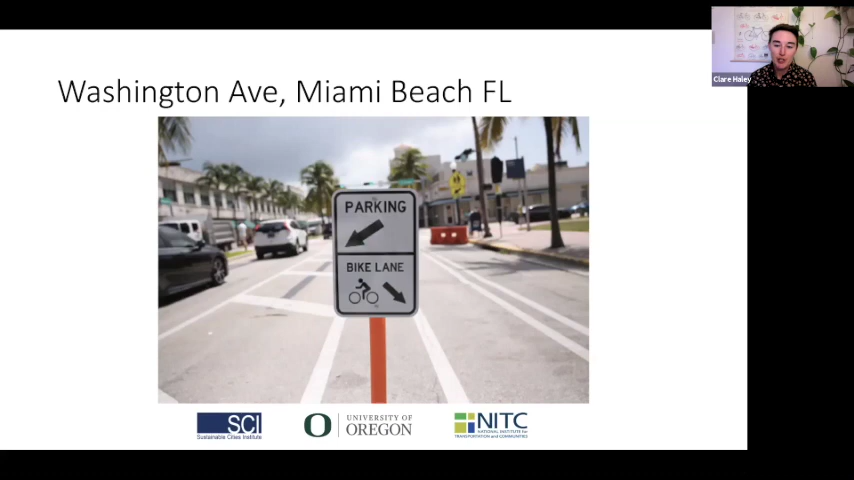 Clare Haley
Washington Ave, Miami Beach FL
PARKING
BIKE LANE
SCI
Sustainable Cities Institute
O
UNIVERSITY OF
OREGON
NITC
NATIONAL INSTITUTE for
TRANSPORTATION and COMMUNITIES